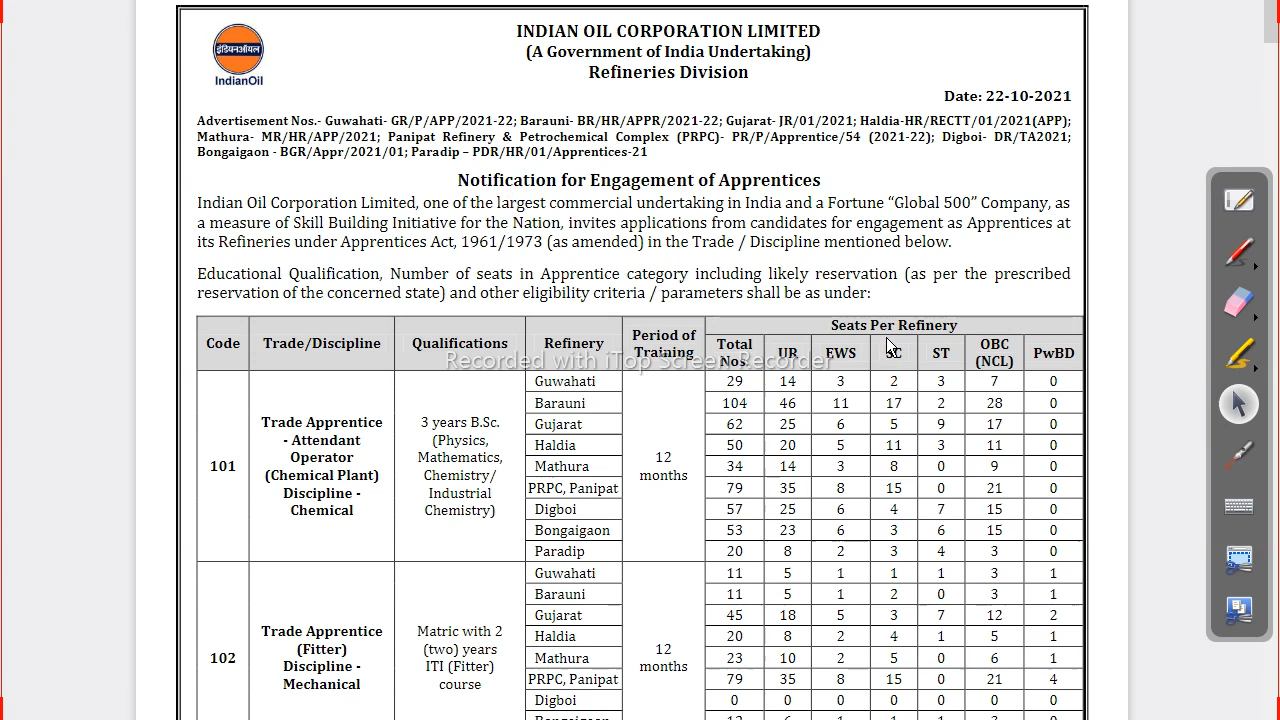 INDIAN OIL CORPORATION LIMITED
(A Government of India Undertaking)
Refineries Division
इंडियनऑयल
IndianOil
Date: 22-10-2021
Advertisement Nos.- Guwahati- GR/P/APP/2021-22; Barauni- BR/HR/APPR/2021-22; Gujarat- JR/01/2021; Haldia-HR/RECTT/01/2021(APP);
Mathura- MR/HR/APP/2021; Panipat Refinery & Petrochemical Complex (PRPC)- PR/P/Apprentice/54 (2021-22); Digboi- DR/TA2021;
Bongaigaon - BGR/Appr/2021/01; Paradip – PDR/HR/01/Apprentices-21
Notification for Engagement of Apprentices
Indian Oil Corporation Limited, one of the largest commercial undertaking in India and a Fortune “Global 500” Company, as
a measure of Skill Building Initiative for the Nation, invites applications from candidates for engagement as Apprentices at
its Refineries under Apprentices Act, 1961/1973 (as amended) in the Trade / Discipline mentioned below.
Educational Qualification, Number of seats in Apprentice category including likely reservation (as per the prescribed
reservation of the concerned state) and other eligibility criteria / parameters shall be as under:
Code Trade/Discipline Qualifications Refinery Period of Training Seats Per Refinery
Total Nos. UR EWS SC ST OBC (NCL) PwBD
Recorded with iTop Screen Recorder
101
Trade Apprentice
- Attendant
Operator
(Chemical Plant)
Discipline -
Chemical
3 years B.Sc.
(Physics,
Mathematics,
Chemistry/
Industrial
Chemistry)
12
months
Guwahati 29 14 3 2 3 7 0
Barauni 104 46 11 17 2 28 0
Gujarat 62 25 6 5 9 17 0
Haldia 50 20 5 11 3 11 0
Mathura 34 14 3 8 0 9 0
PRPC, Panipat 79 35 8 15 0 21 0
Digboi 57 25 6 4 7 15 0
Bongaigaon 53 23 6 3 6 15 0
Paradip 20 8 2 3 4 3 0
102
Trade Apprentice
(Fitter)
Discipline -
Mechanical
Matric with 2
(two) years
ITI (Fitter)
course
12
months
Guwahati 11 5 1 1 1 3 1
Barauni 11 5 1 2 0 3 1
Gujarat 45 18 5 3 7 12 2
Haldia 20 8 2 4 1 5 1
Mathura 23 10 2 5 0 6 1
PRPC, Panipat 79 35 8 15 0 21 4
Digboi 0 0 0 0 0 0 0